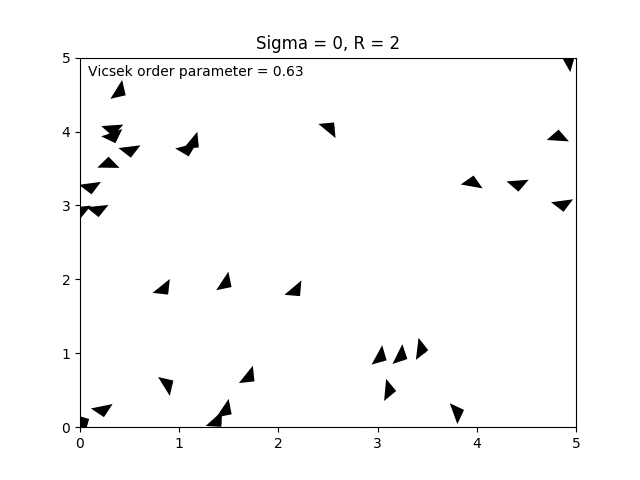 Sigma = 0, R = 2
Vicsek order parameter = 0.63
5
4
3
2
1
0
0 1 2 3 4 5